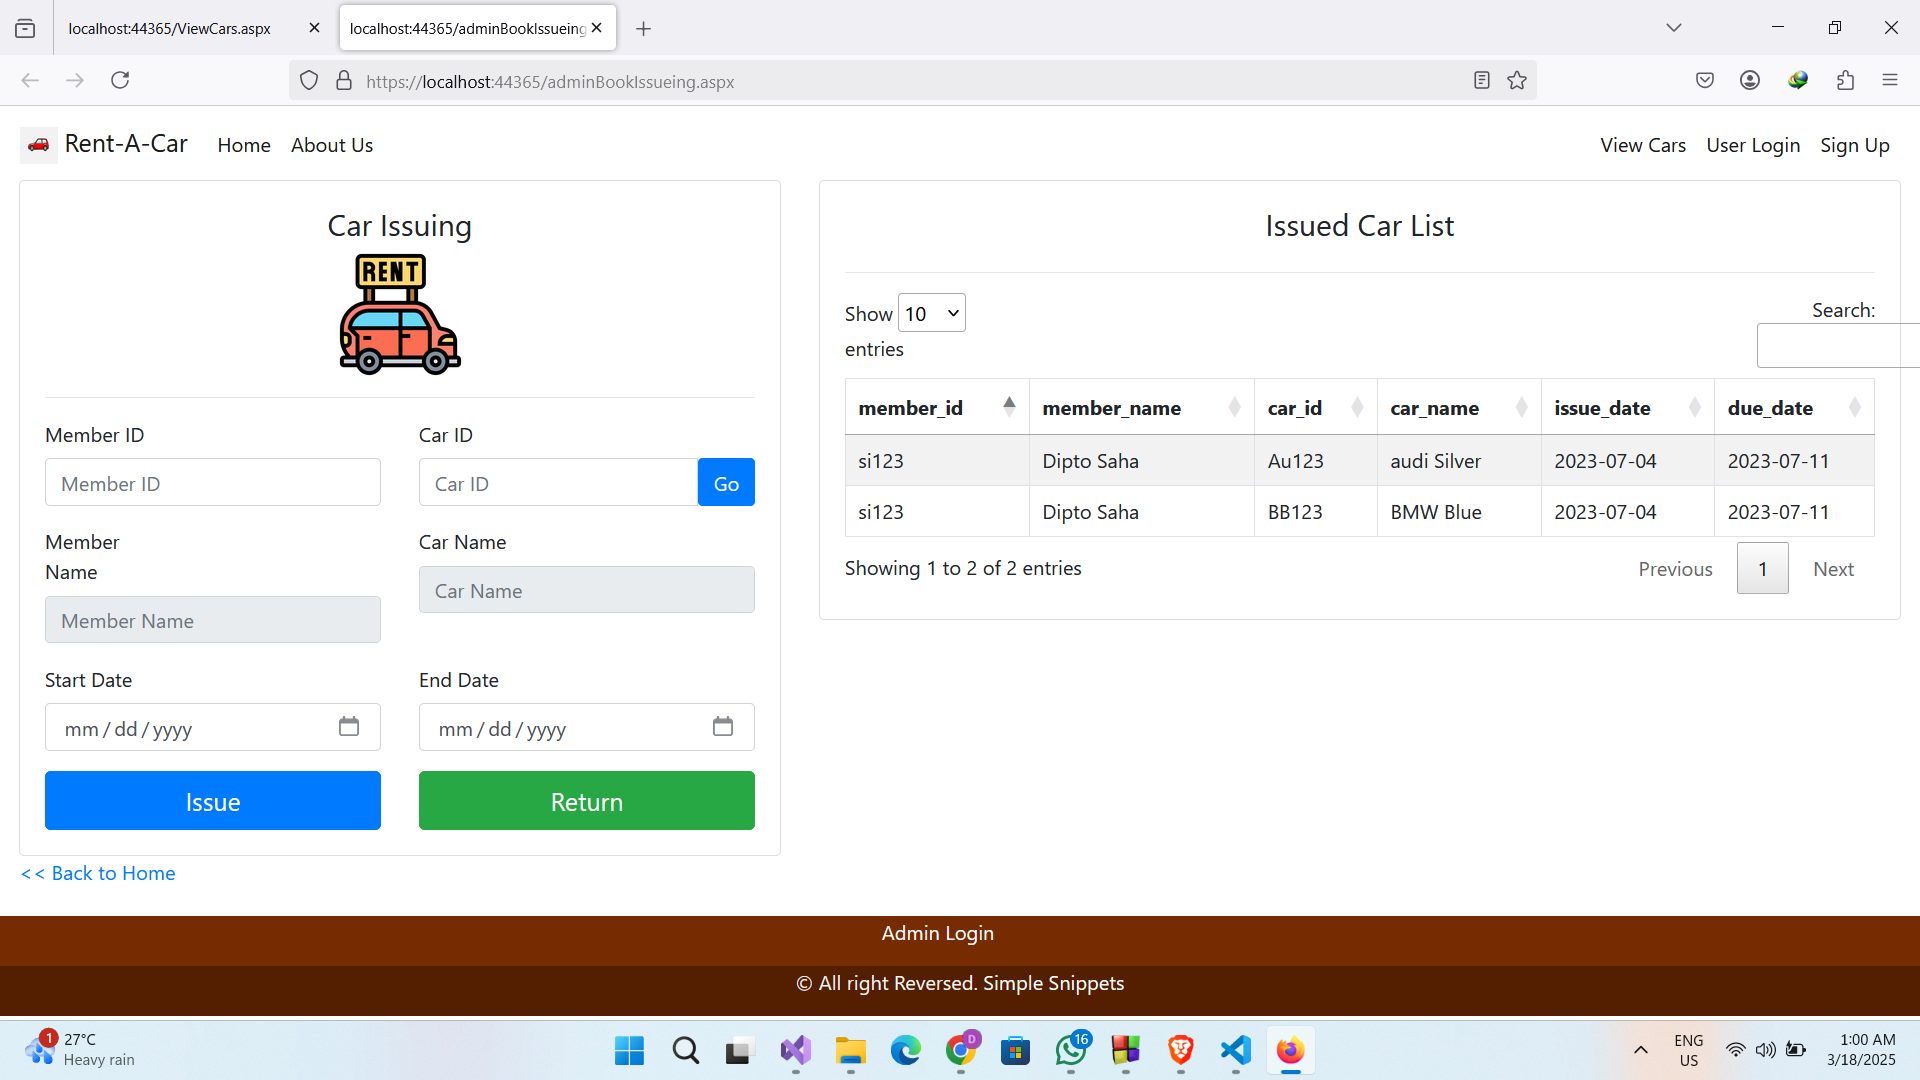 localhost:44365/ViewCars.aspx
localhost:44365/adminBookIssueing
https://localhost:44365/adminBookIssueing.aspx
Rent-A-Car Home About Us View Cars User Login Sign Up
Car Issuing
RENT
Member ID Car ID
Member ID Car ID Go
Member Name Car Name
Member Name Car Name
Start Date End Date
mm/dd/yyyy mm/dd/yyyy
Issue Return
<< Back to Home
Issued Car List
Show 10 entries Search:
member_id member_name car_id car_name issue_date due_date
si123 Dipto Saha Au123 audi Silver 2023-07-04 2023-07-11
si123 Dipto Saha BB123 BMW Blue 2023-07-04 2023-07-11
Showing 1 to 2 of 2 entries Previous 1 Next
Admin Login
© All right Reversed. Simple Snippets
1 27°C
Heavy rain
D
16
ENG
US
1:00 AM
3/18/2025